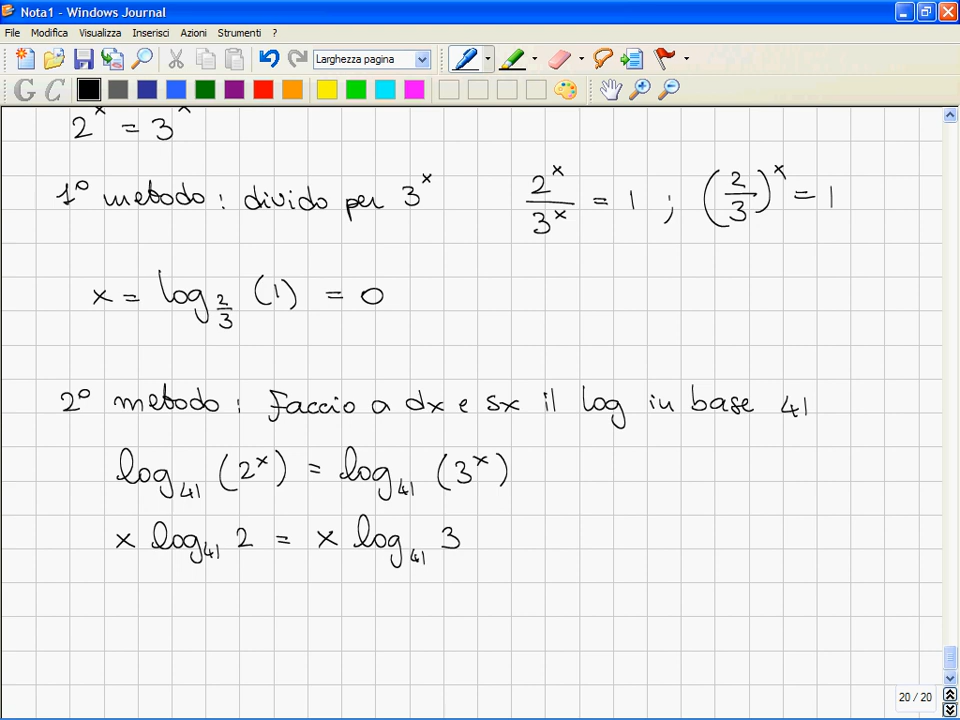 Nota1 - Windows Journal
File Modifica Visualizza Inserisci Azioni Strumenti ?
Larghezza pagina
G C
2^x = 3^x
1° metodo : divido per 3^x 2^x/3^x = 1 ; (2/3)^x = 1
x = log_2/3 (1) = 0
2° metodo : Faccio a dx e sx il log in base 41
log_41 (2^x) = log_41 (3^x)
x log_41 2 = x log_41 3
20 / 20